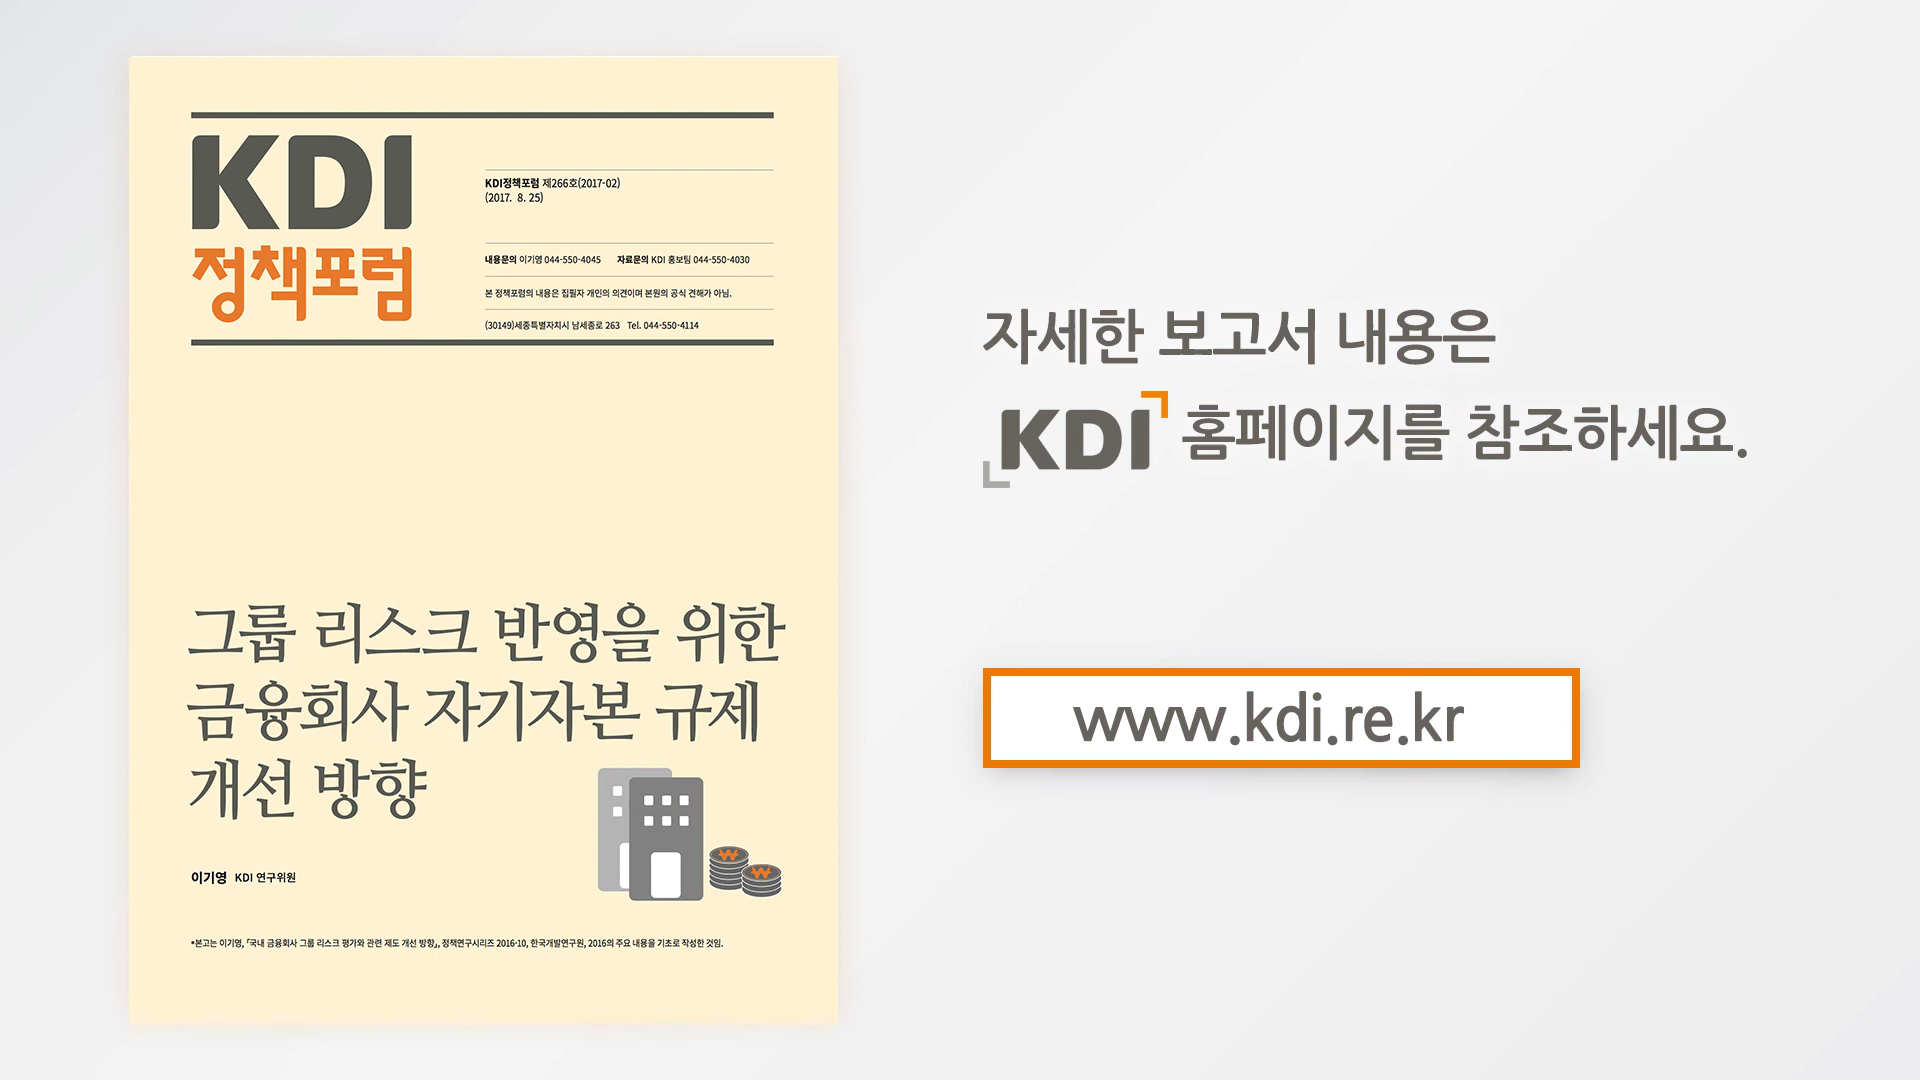 KDI
정책포럼
KDI정책포럼 제266호(2017-02)
(2017. 8. 25)
내용문의 이기영 044-550-4045 자료문의 KDI 홍보팀 044-550-4030
본 정책포럼의 내용은 집필자 개인의 의견이며 본원의 공식 견해가 아님.
(30149)세종특별자치시 남세종로 263 Tel. 044-550-4114
그룹 리스크 반영을 위한
금융회사 자기자본 규제
개선 방향
이기영 KDI 연구위원
*본고는 이기영, 「국내 금융회사 그룹 리스크 평가와 관련 제도 개선 방향」, 정책연구시리즈 2016-10, 한국개발연구원, 2016의 주요 내용을 기초로 작성한 것임.
자세한 보고서 내용은
KDI 홈페이지를 참조하세요.
www.kdi.re.kr